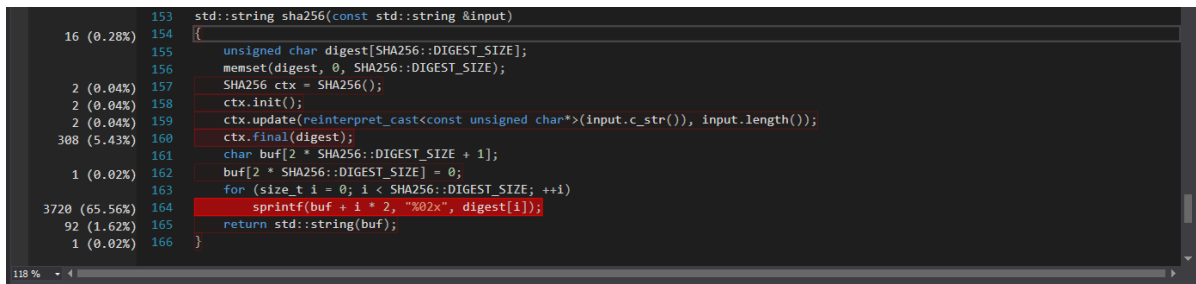 153 std::string sha256(const std::string &input)
16 (0.28%) 154 {
155 unsigned char digest[SHA256::DIGEST_SIZE];
156 memset(digest, 0, SHA256::DIGEST_SIZE);
2 (0.04%) 157 SHA256 ctx = SHA256();
2 (0.04%) 158 ctx.init();
2 (0.04%) 159 ctx.update(reinterpret_cast<const unsigned char*>(input.c_str()), input.length());
308 (5.43%) 160 ctx.final(digest);
161 char buf[2 * SHA256::DIGEST_SIZE + 1];
1 (0.02%) 162 buf[2 * SHA256::DIGEST_SIZE] = 0;
163 for (size_t i = 0; i < SHA256::DIGEST_SIZE; ++i)
3720 (65.56%) 164 sprintf(buf + i * 2, "%02x", digest[i]);
92 (1.62%) 165 return std::string(buf);
1 (0.02%) 166 }
118 %